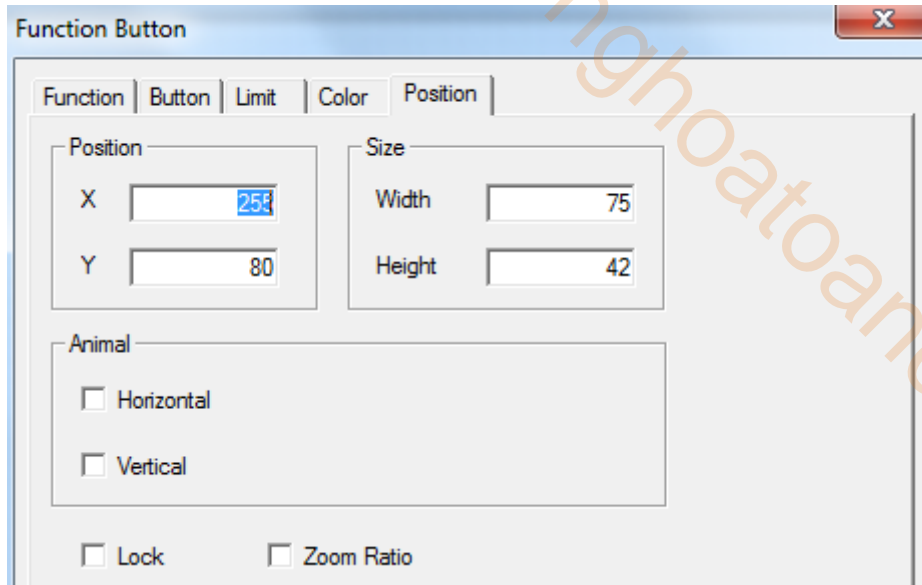 Function Button
Function Button Limit Color Position
Position
X 255
Y 80
Size
Width 75
Height 42
Animal
Horizontal
Vertical
Lock Zoom Ratio